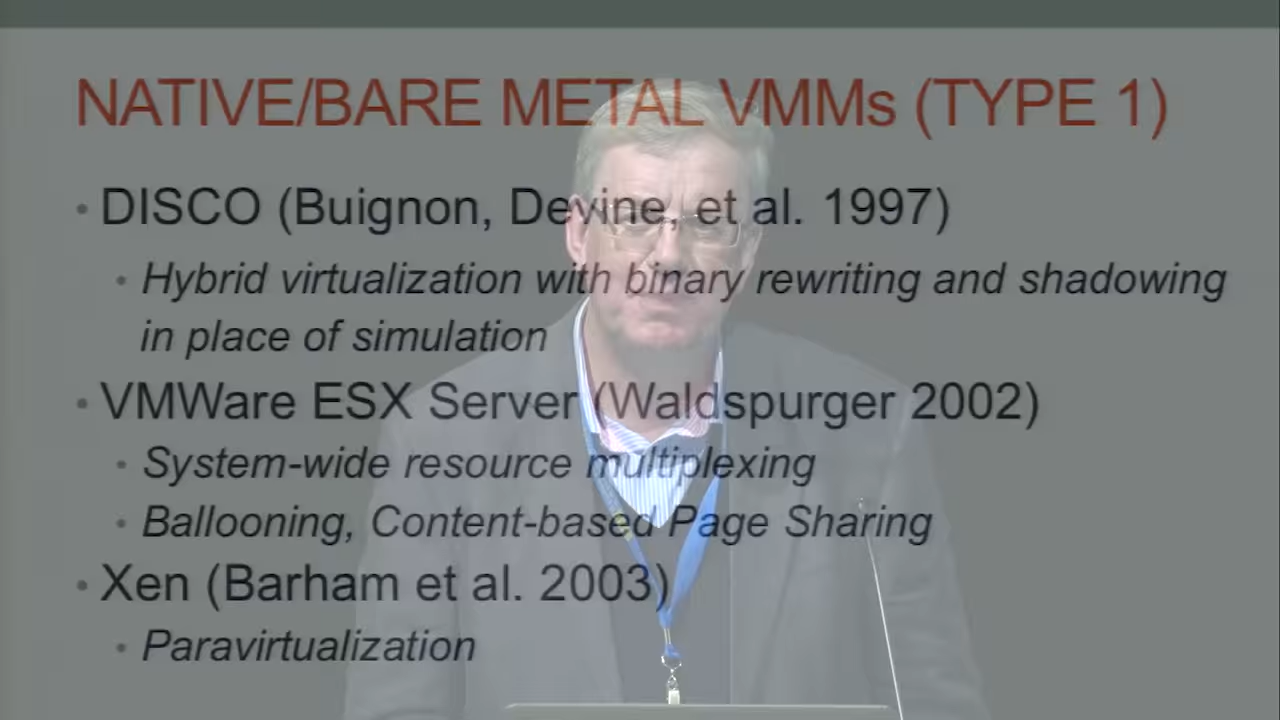 NATIVE/BARE METAL VMMs (TYPE 1)
• DISCO (Buignon, Devine, et al. 1997)
• Hybrid virtualization with binary rewriting and shadowing
in place of simulation
• VMWare ESX Server (Waldspurger 2002)
• System-wide resource multiplexing
• Ballooning, Content-based Page Sharing
• Xen (Barham et al. 2003)
• Paravirtualization